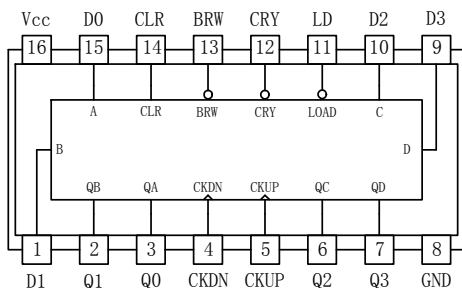 Vcc D0 CLR BRW CRY LD D2 D3
16 15 14 13 12 11 10 9
A CLR BRW CRY LOAD C
B D
QB QA CKDN CKUP QC QD
1 2 3 4 5 6 7 8
D1 Q1 Q0 CKDN CKUP Q2 Q3 GND